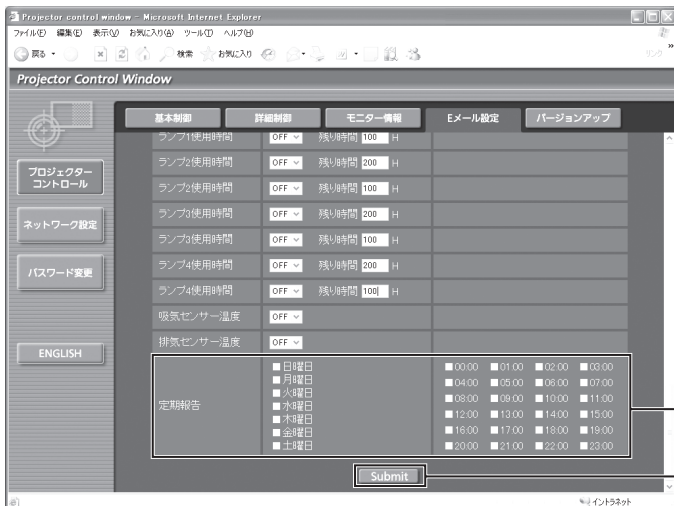 Projector control window - Microsoft Internet Explorer
ファイル(F) 編集(E) 表示(V) お気に入り(A) ツール(T) ヘルプ(H)
戻る 検索 お気に入り リンク »
Projector Control Window
基本制御 詳細制御 モニター情報 Eメール設定 バージョンアップ
プロジェクター
コントロール
ネットワーク設定
パスワード変更
ENGLISH
ランプ1使用時間 OFF 残り時間 100 H
ランプ2使用時間 OFF 残り時間 200 H
ランプ2使用時間 OFF 残り時間 100 H
ランプ3使用時間 OFF 残り時間 200 H
ランプ3使用時間 OFF 残り時間 100 H
ランプ4使用時間 OFF 残り時間 200 H
ランプ4使用時間 OFF 残り時間 100 H
吸気センサー温度 OFF
排気センサー温度 OFF
定期報告
日曜日
月曜日
火曜日
水曜日
木曜日
金曜日
土曜日
00:00 01:00 02:00 03:00
04:00 05:00 06:00 07:00
08:00 09:00 10:00 11:00
12:00 13:00 14:00 15:00
16:00 17:00 18:00 19:00
20:00 21:00 22:00 23:00
Submit
イントラネット